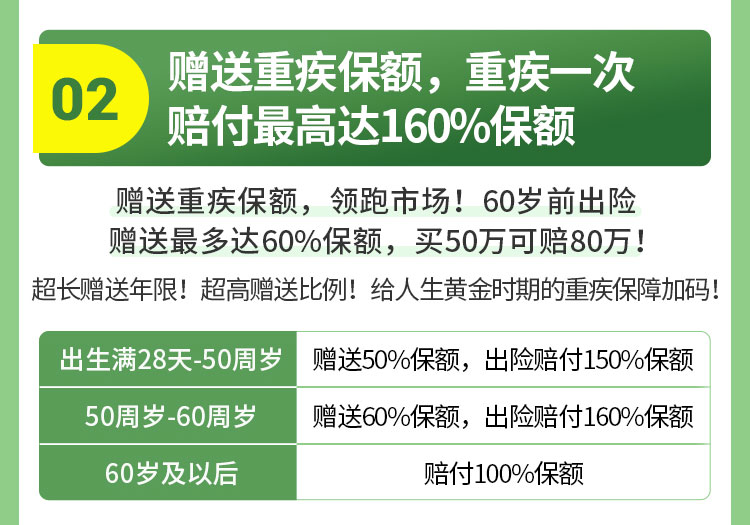 02
赠送重疾保额，重疾一次
赔付最高达160%保额
赠送重疾保额，领跑市场！60岁前出险
赠送最多达60%保额，买50万可赔80万！
超长赠送年限！超高赠送比例！给人生黄金时期的重疾保障加码！
出生满28天-50周岁 赠送50%保额，出险赔付150%保额
50周岁-60周岁 赠送60%保额，出险赔付160%保额
60岁及以后 赔付100%保额